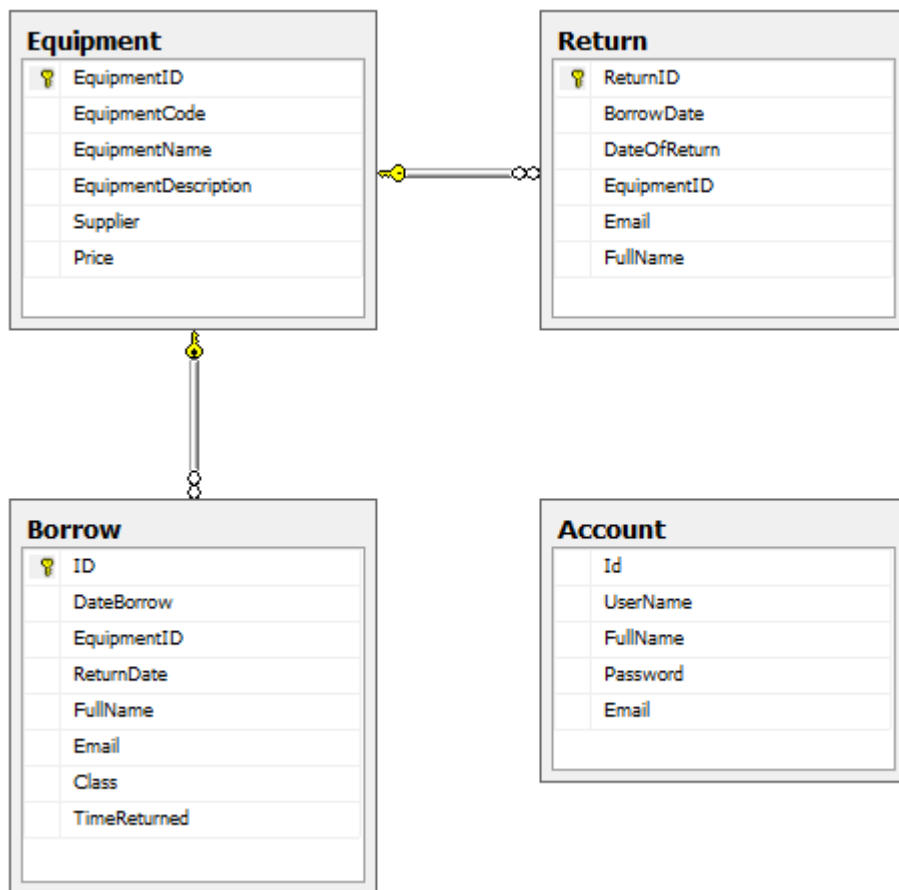 Equipment
EquipmentID
EquipmentCode
EquipmentName
EquipmentDescription
Supplier
Price
Return
ReturnID
BorrowDate
DateOfReturn
EquipmentID
Email
FullName
Borrow
ID
DateBorrow
EquipmentID
ReturnDate
FullName
Email
Class
TimeReturned
Account
Id
UserName
FullName
Password
Email